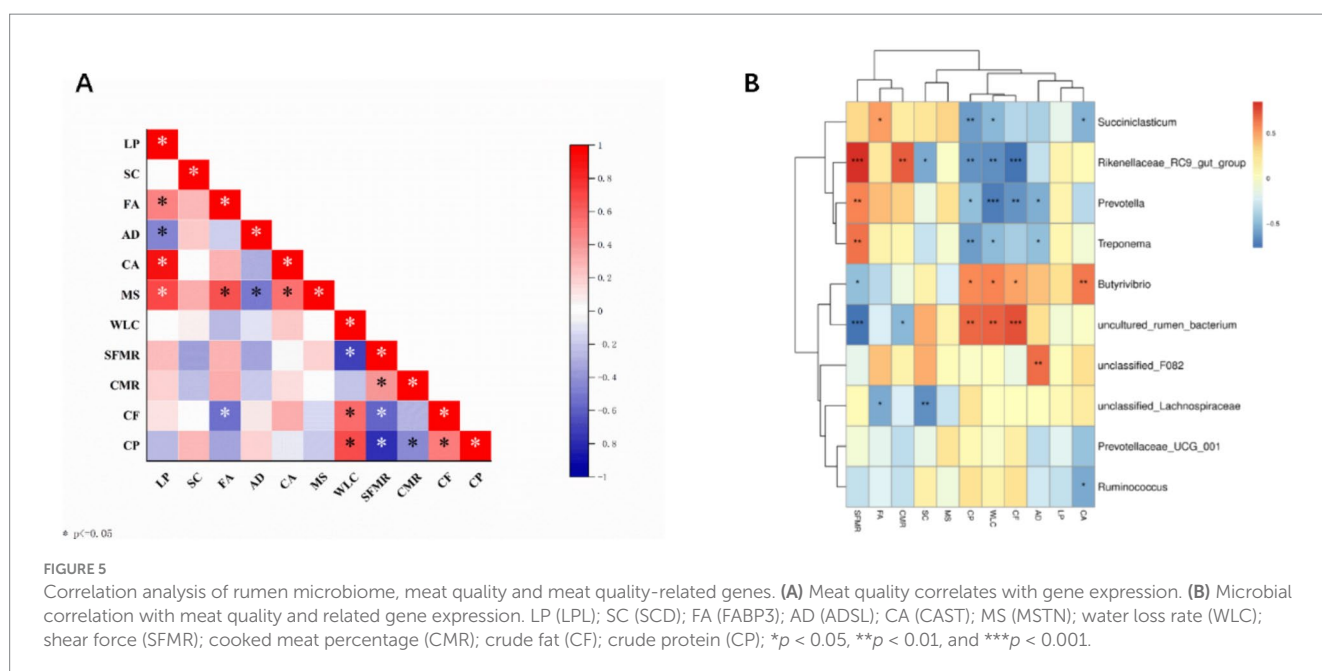 A
LP *
SC *
FA * *
AD * *
CA * *
MS * * * * *
WLC *
SFMR * *
CMR * *
CF * * * *
CP * * * * *
LP SC FA AD CA MS WLC SFMR CMR CF CP
1
0. 8
0. 6
0. 4
0. 2
0
-0. 2
-0. 4
-0. 6
-0. 8
-1
* p<=0. 05
B
* ** * * Succiniclasticum
*** ** * ** ** *** Rikenellaceae_RC9_gut_group
** * *** ** * Prevotella
** ** * * Treponema
* * * * ** Butyrivibrio
*** * ** ** *** uncultured_rumen_bacterium
** unclassified_F082
* ** unclassified_Lachnospiraceae
Prevotellaceae_UCG_001
* Ruminococcus
SFMR FA CMR SC MS CP WLC CF AD LP CA
0.5
0
-0.5
FIGURE 5
Correlation analysis of rumen microbiome, meat quality and meat quality-related genes. (A) Meat quality correlates with gene expression. (B) Microbial
correlation with meat quality and related gene expression. LP (LPL); SC (SCD); FA (FABP3); AD (ADSL); CA (CAST); MS (MSTN); water loss rate (WLC);
shear force (SFMR); cooked meat percentage (CMR); crude fat (CF); crude protein (CP); *p < 0.05, **p < 0.01, and ***p < 0.001.